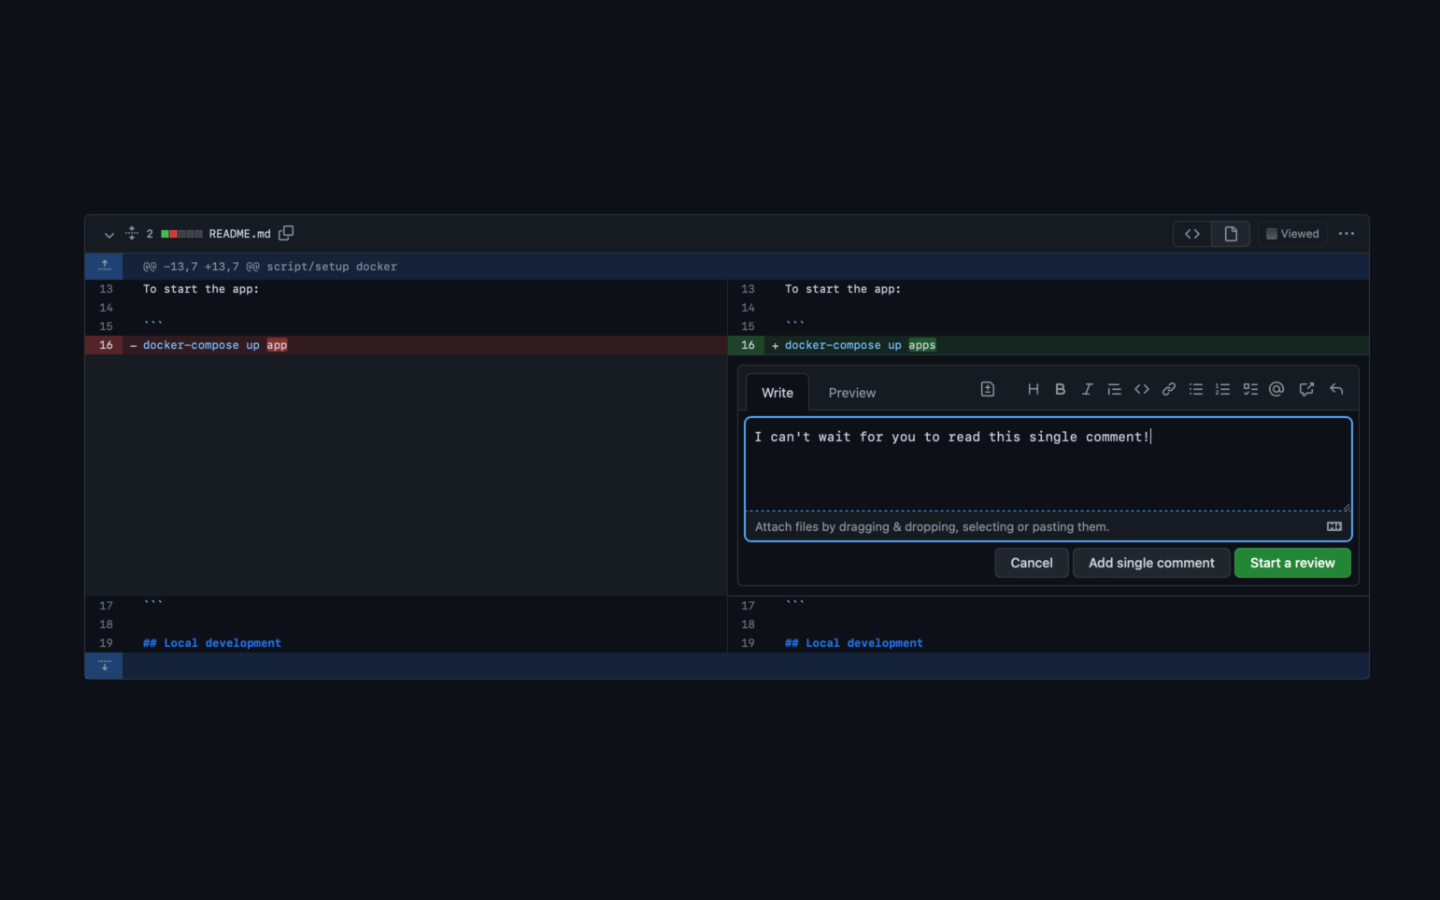 2 README.md Viewed
@@ -13,7 +13,7 @@ script/setup docker
13 To start the app: 13 To start the app:
14 14
15 ``` 15 ```
16 - docker-compose up app 16 + docker-compose up apps
Write Preview H B I @
I can't wait for you to read this single comment!
Attach files by dragging & dropping, selecting or pasting them.
Cancel Add single comment Start a review
17 ``` 17 ```
18 18
19 ## Local development 19 ## Local development